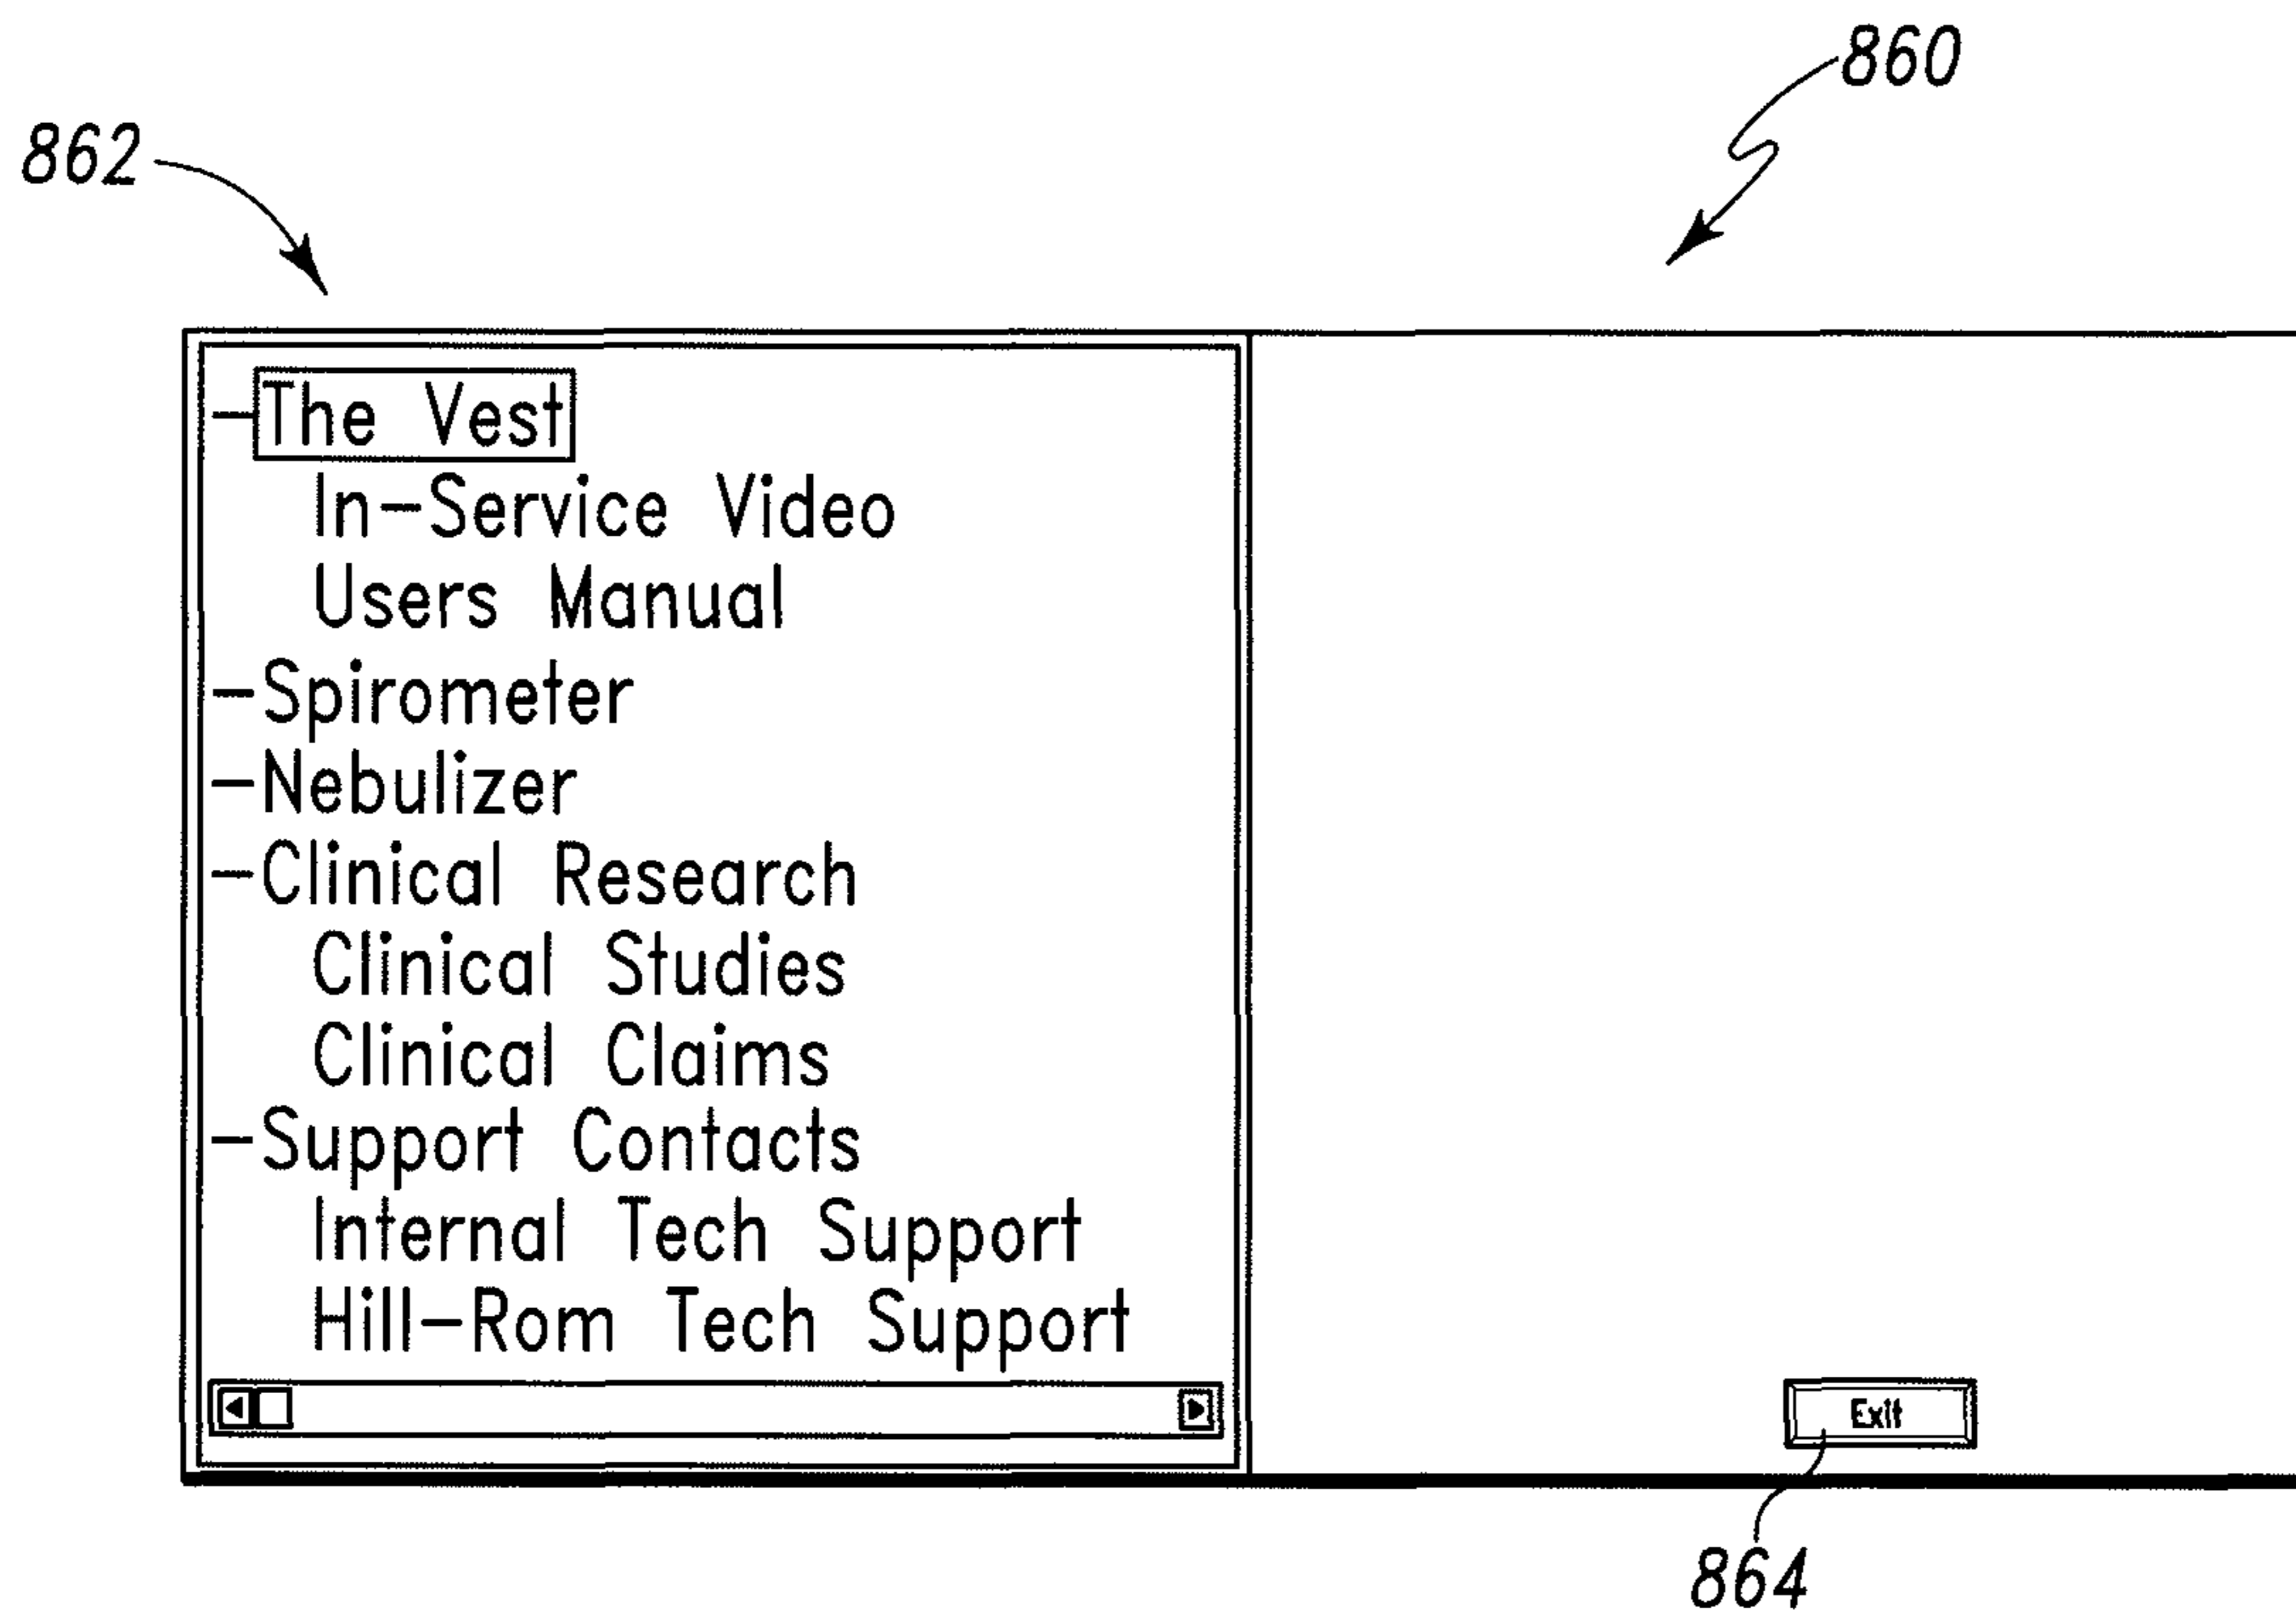 860
862
–The Vest
In–Service Video
Users Manual
–Spirometer
–Nebulizer
–Clinical Research
Clinical Studies
Clinical Claims
–Support Contacts
Internal Tech Support
Hill–Rom Tech Support
Exit
864